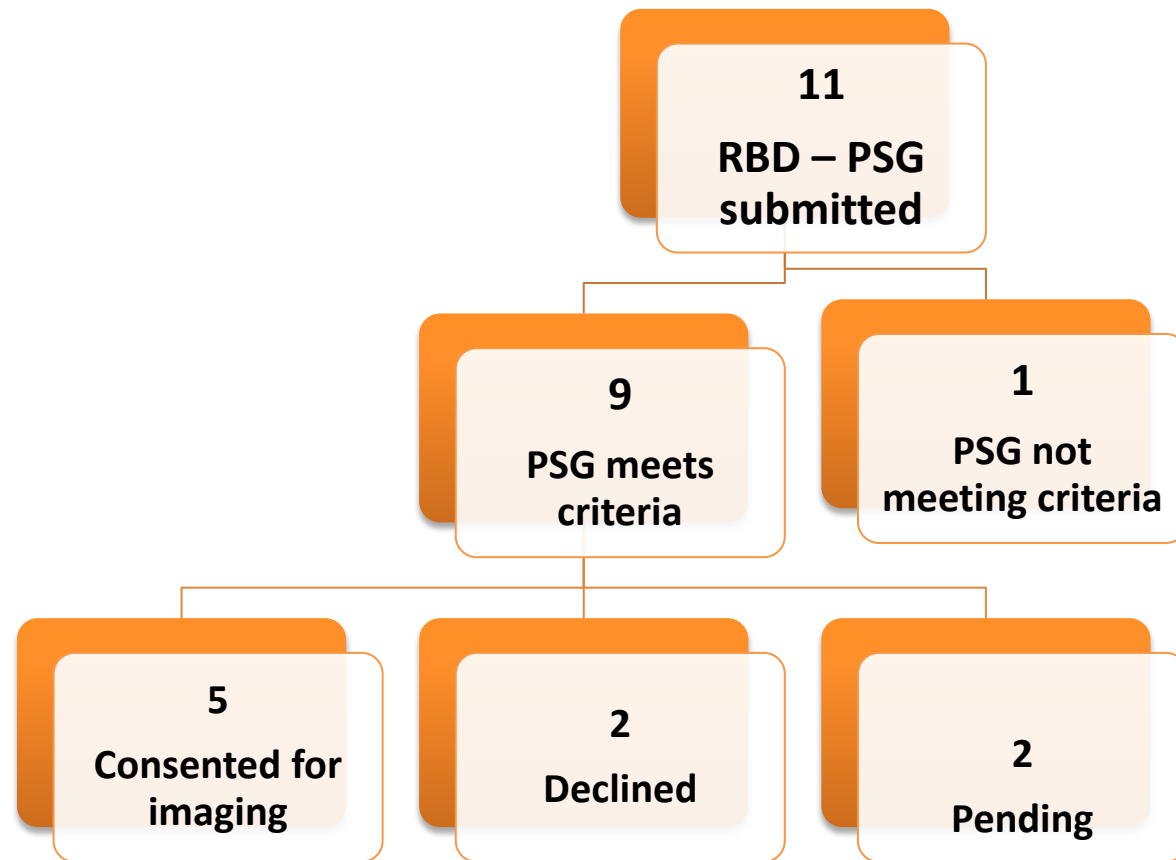 11
RBD – PSG
submitted
9
PSG meets
criteria
1
PSG not
meeting criteria
5
Consented for
imaging
2
Declined
2
Pending